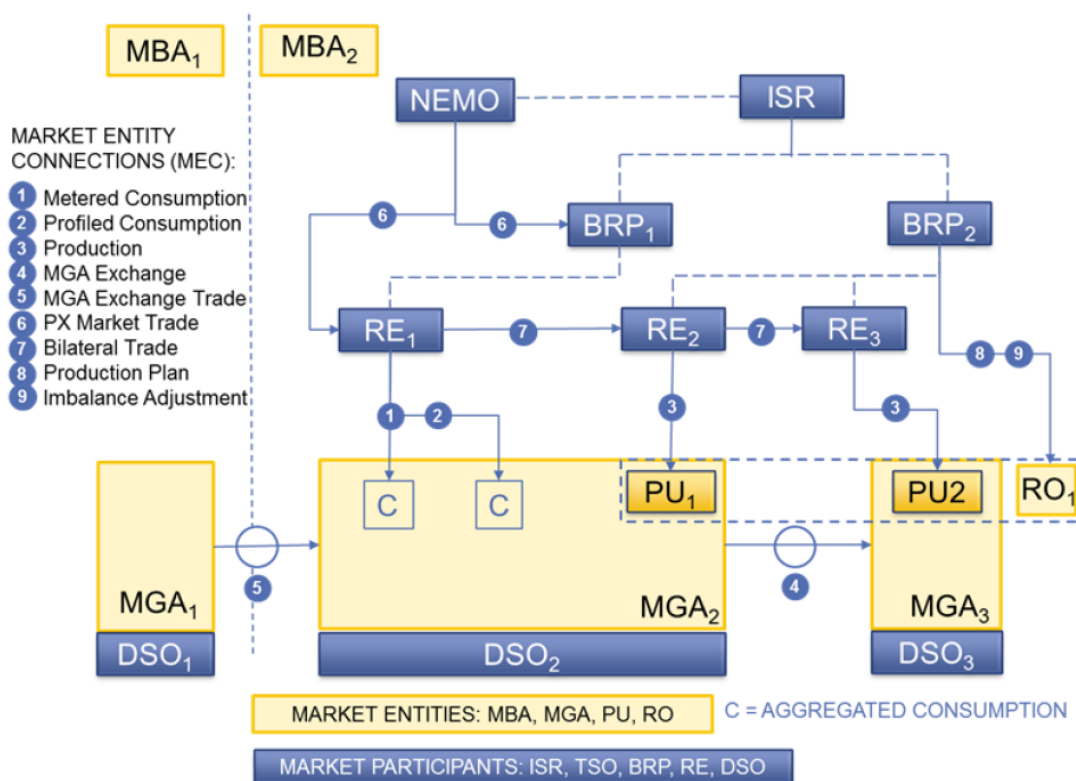 MBA₁
MBA₂
NEMO
ISR
MARKET ENTITY
CONNECTIONS (MEC):
1 Metered Consumption
2 Profiled Consumption
3 Production
4 MGA Exchange
5 MGA Exchange Trade
6 PX Market Trade
7 Bilateral Trade
8 Production Plan
9 Imbalance Adjustment
6
6
BRP₁
BRP₂
RE₁
7
RE₂
7
RE₃
8
9
1
2
3
3
C
C
PU₁
PU2
RO₁
5
4
MGA₁
MGA₂
MGA₃
DSO₁
DSO₂
DSO₃
MARKET ENTITIES: MBA, MGA, PU, RO
C = AGGREGATED CONSUMPTION
MARKET PARTICIPANTS: ISR, TSO, BRP, RE, DSO